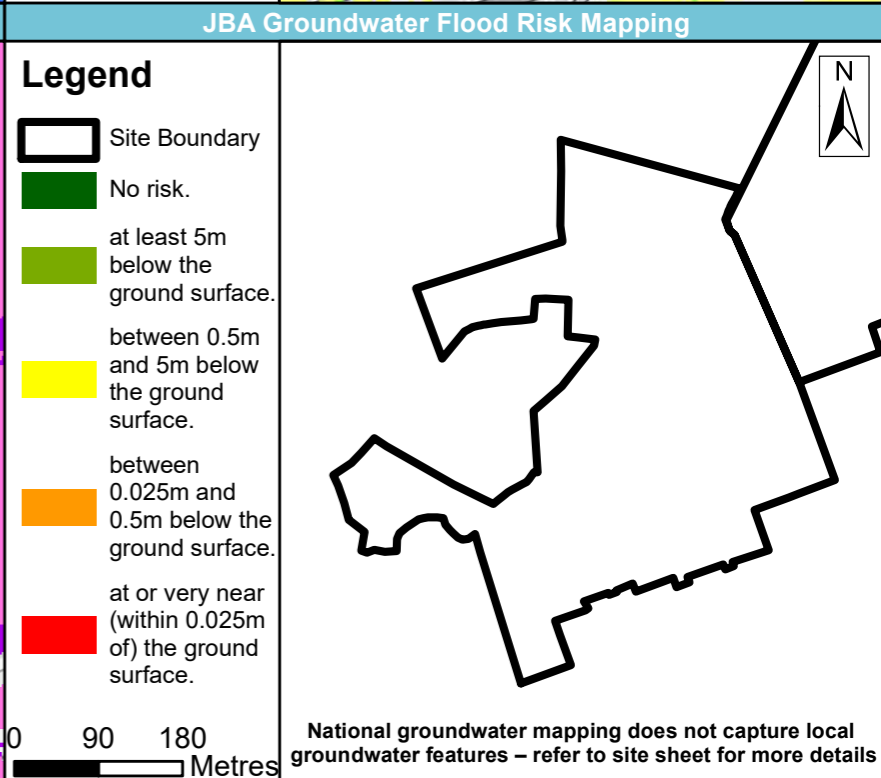 JBA Groundwater Flood Risk Mapping
Legend
Site Boundary
No risk.
at least 5m
below the
ground surface.
between 0.5m
and 5m below
the ground
surface.
between
0.025m and
0.5m below the
ground surface.
at or very near
(within 0.025m
of) the ground
surface.
0 90 180
Metres
N
National groundwater mapping does not capture local
groundwater features – refer to site sheet for more details